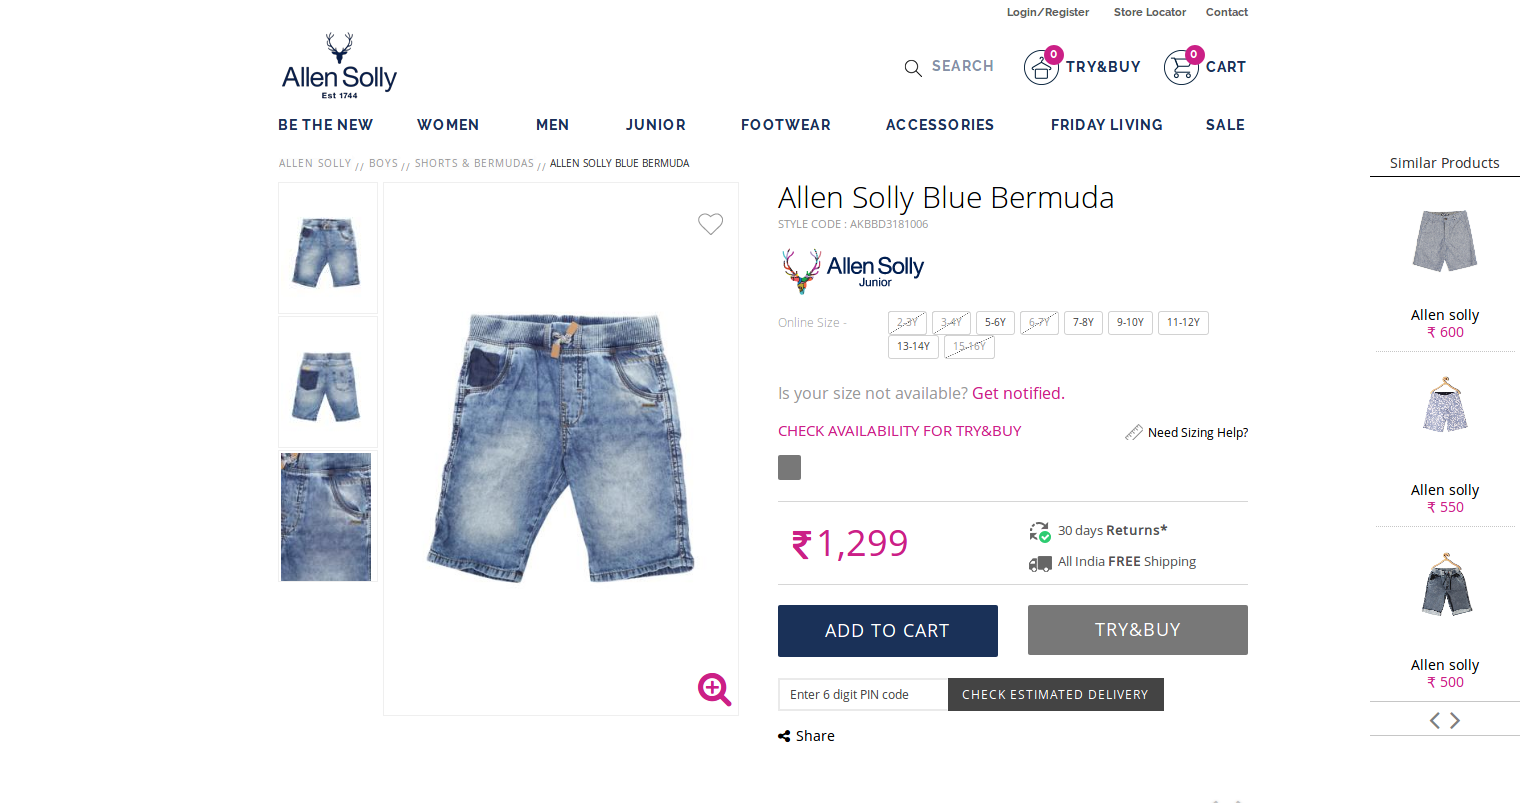 Login/Register Store Locator Contact
Allen Solly
Est 1744
SEARCH 0 TRY&BUY 0 CART
BE THE NEW WOMEN MEN JUNIOR FOOTWEAR ACCESSORIES FRIDAY LIVING SALE
ALLEN SOLLY // BOYS // SHORTS & BERMUDAS // ALLEN SOLLY BLUE BERMUDA
Allen Solly Blue Bermuda
STYLE CODE : AKBBD3181006
Allen Solly
Junior
Online Size - 2-3Y 3-4Y 5-6Y 6-7Y 7-8Y 9-10Y 11-12Y
13-14Y 15-16Y
Is your size not available? Get notified.
CHECK AVAILABILITY FOR TRY&BUY
Need Sizing Help?
₹1,299
30 days Returns*
All India FREE Shipping
ADD TO CART TRY&BUY
Enter 6 digit PIN code CHECK ESTIMATED DELIVERY
Share
Similar Products
Allen solly
₹ 600
Allen solly
₹ 550
Allen solly
₹ 500